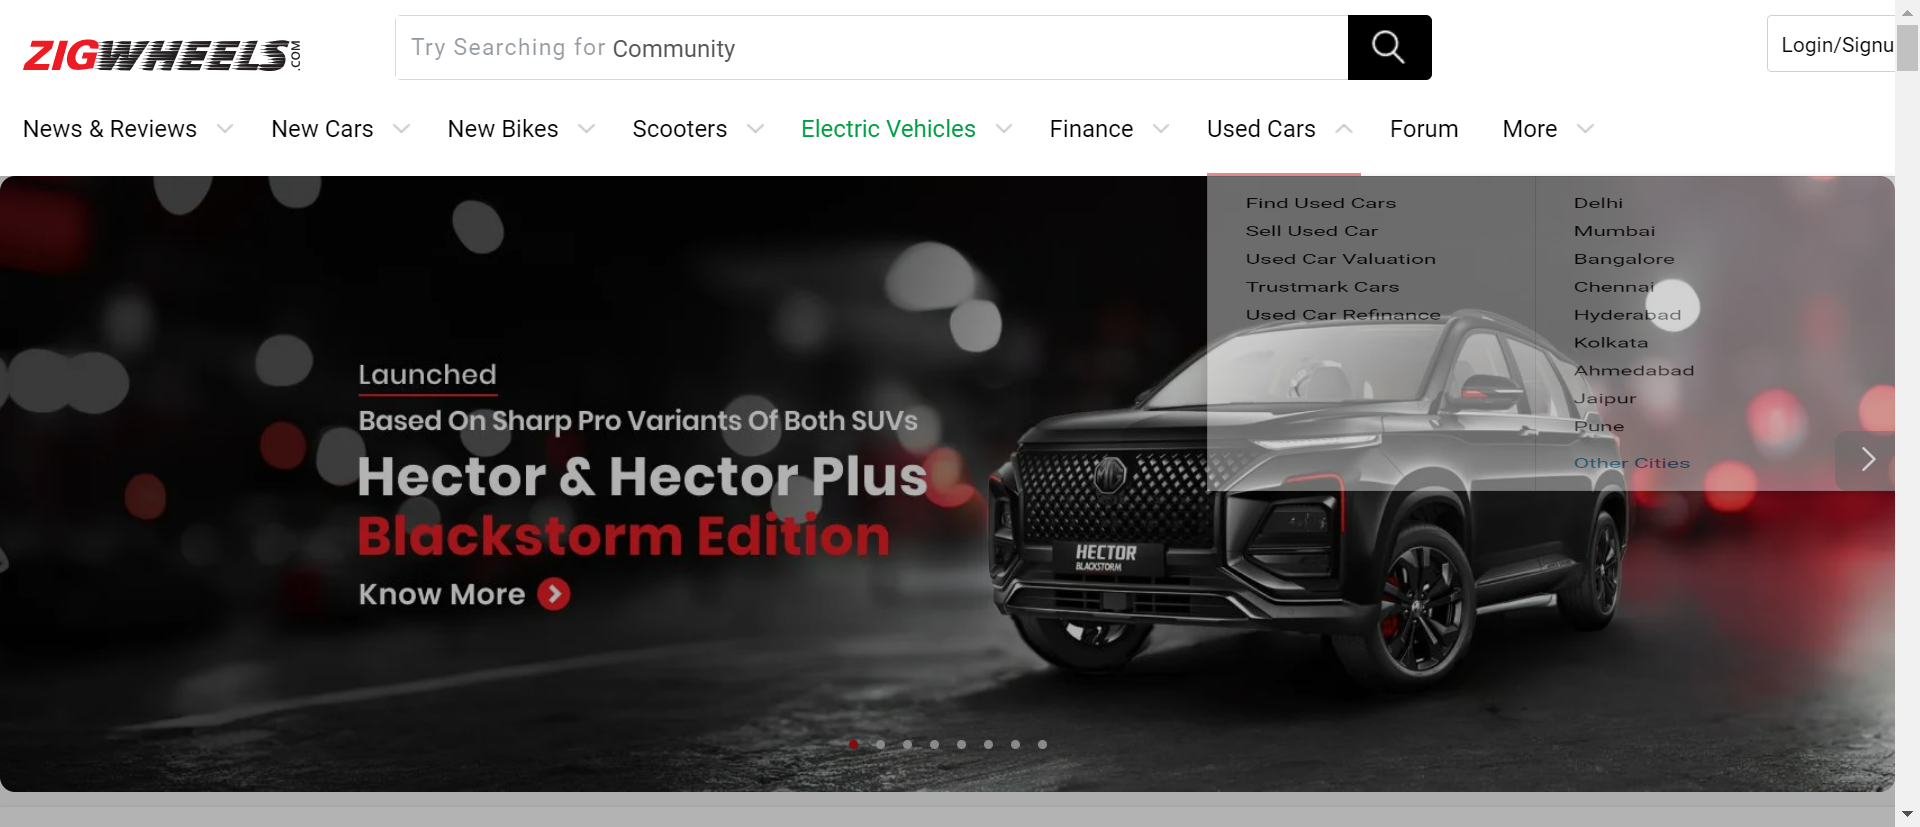 ZIGWHEELS.COM
Try Searching for Community
Login/Signu
News & Reviews
New Cars
New Bikes
Scooters
Electric Vehicles
Finance
Used Cars
Forum
More
Find Used Cars
Sell Used Car
Used Car Valuation
Trustmark Cars
Used Car Refinance
Delhi
Mumbai
Bangalore
Chennai
Hyderabad
Kolkata
Ahmedabad
Jaipur
Pune
Other Cities
Launched
Based On Sharp Pro Variants Of Both SUVs
Hector & Hector Plus
Blackstorm Edition
Know More
MG
HECTOR
BLACKSTORM